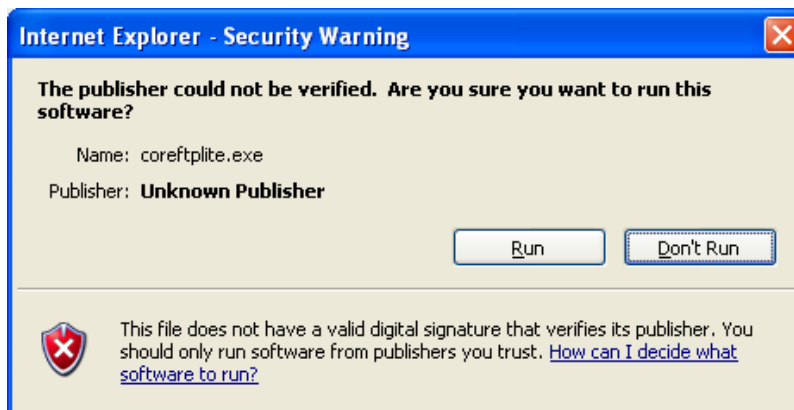 Internet Explorer - Security Warning
The publisher could not be verified.  Are you sure you want to run this
software?
Name: coreftplite.exe
Publisher: Unknown Publisher
Run
Don't Run
This file does not have a valid digital signature that verifies its publisher. You
should only run software from publishers you trust. How can I decide what
software to run?